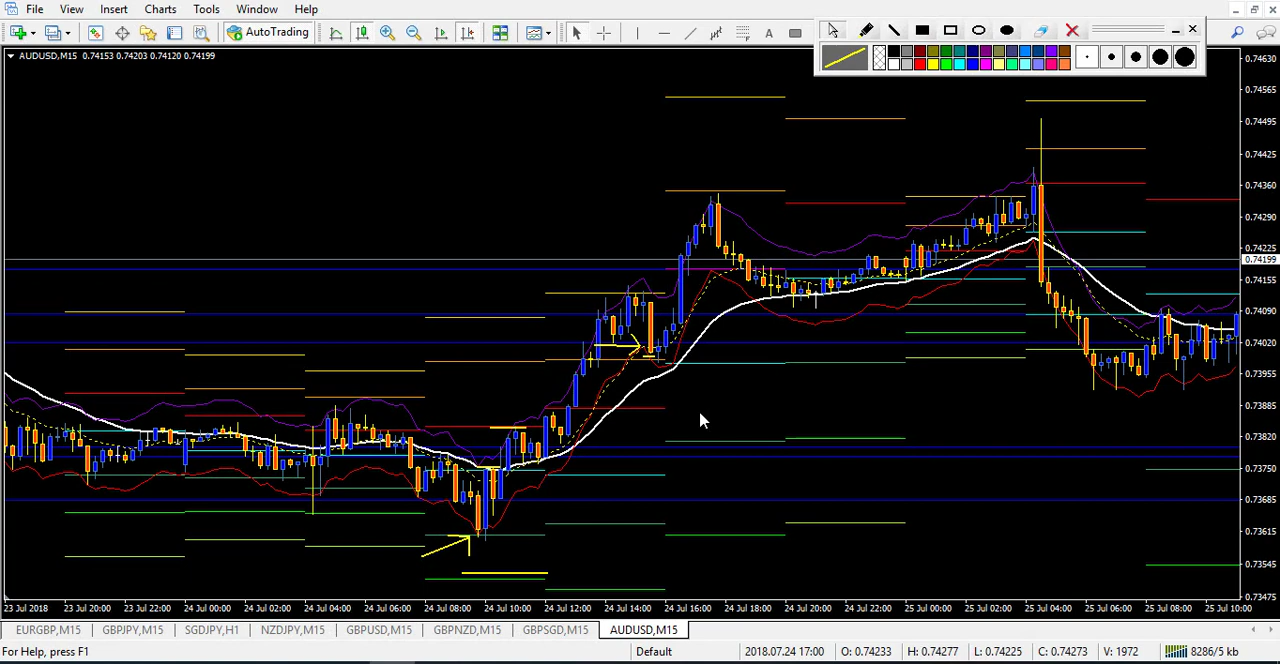 File View Insert Charts Tools Window Help
AutoTrading
A
AUDUSD,M15 0.74153 0.74203 0.74120 0.74199
0.74630
0.74565
0.74495
0.74425
0.74360
0.74290
0.74225
0.74199
0.74155
0.74090
0.74020
0.73955
0.73885
0.73820
0.73750
0.73685
0.73615
0.73545
0.73475
23 Jul 2018 23 Jul 20:00 23 Jul 22:00 24 Jul 00:00 24 Jul 02:00 24 Jul 04:00 24 Jul 06:00 24 Jul 08:00 24 Jul 10:00 24 Jul 12:00 24 Jul 14:00 24 Jul 16:00 24 Jul 18:00 24 Jul 20:00 24 Jul 22:00 25 Jul 00:00 25 Jul 02:00 25 Jul 04:00 25 Jul 06:00 25 Jul 08:00 25 Jul 10:00
EURGBP,M15 GBPJPY,M15 SGDJPY,H1 NZDJPY,M15 GBPUSD,M15 GBPNZD,M15 GBPSGD,M15 AUDUSD,M15
For Help, press F1 Default 2018.07.24 17:00 O: 0.74233 H: 0.74277 L: 0.74225 C: 0.74273 V: 1972 8286/5 kb